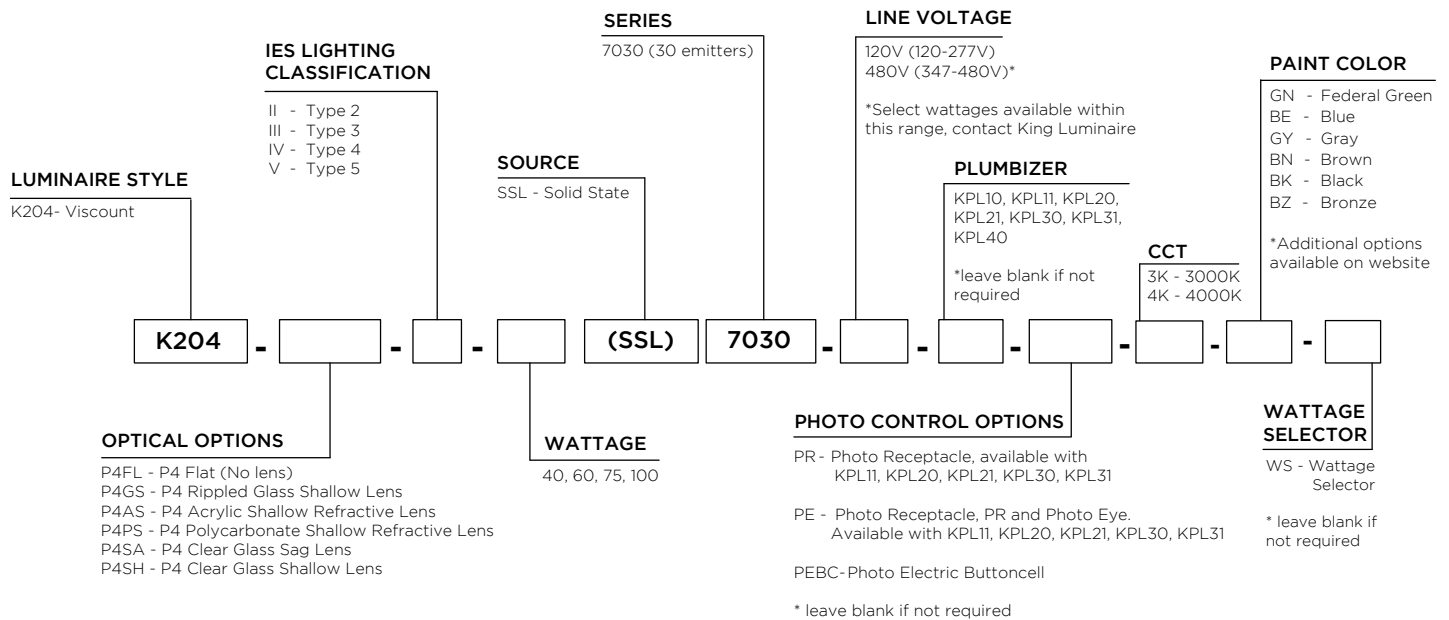 LUMINAIRE STYLE
K204- Viscount
IES LIGHTING
CLASSIFICATION
II - Type 2
III - Type 3
IV - Type 4
V - Type 5
SOURCE
SSL - Solid State
SERIES
7030 (30 emitters)
LINE VOLTAGE
120V (120-277V)
480V (347-480V)*
*Select wattages available within
this range, contact King Luminaire
PLUMBIZER
KPL10, KPL11, KPL20,
KPL21, KPL30, KPL31,
KPL40
*leave blank if not
required
CCT
3K - 3000K
4K - 4000K
PAINT COLOR
GN - Federal Green
BE - Blue
GY - Gray
BN - Brown
BK - Black
BZ - Bronze
*Additional options
available on website
K204 - - - (SSL) 7030 - - - - - -
OPTICAL OPTIONS
P4FL - P4 Flat (No lens)
P4GS - P4 Rippled Glass Shallow Lens
P4AS - P4 Acrylic Shallow Refractive Lens
P4PS - P4 Polycarbonate Shallow Refractive Lens
P4SA - P4 Clear Glass Sag Lens
P4SH - P4 Clear Glass Shallow Lens
WATTAGE
40, 60, 75, 100
PHOTO CONTROL OPTIONS
PR - Photo Receptacle, available with
KPL11, KPL20, KPL21, KPL30, KPL31
PE - Photo Receptacle, PR and Photo Eye.
Available with KPL11, KPL20, KPL21, KPL30, KPL31
PEBC-Photo Electric Buttoncell
* leave blank if not required
WATTAGE
SELECTOR
WS - Wattage
Selector
* leave blank if
not required